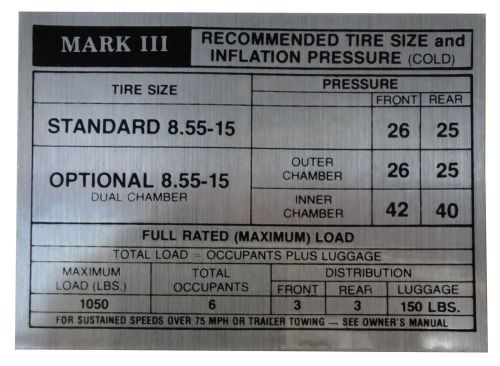 MARK III
RECOMMENDED TIRE SIZE and
INFLATION PRESSURE (COLD)
TIRE SIZE
PRESSURE
FRONT REAR
STANDARD 8.55-15
26 25
OPTIONAL 8.55-15
DUAL CHAMBER
OUTER
CHAMBER
26 25
INNER
CHAMBER
42 40
FULL RATED (MAXIMUM) LOAD
TOTAL LOAD = OCCUPANTS PLUS LUGGAGE
MAXIMUM
LOAD (LBS.)
TOTAL
OCCUPANTS
DISTRIBUTION
FRONT REAR LUGGAGE
1050 6 3 3 150 LBS.
FOR SUSTAINED SPEEDS OVER 75 MPH OR TRAILER TOWING — SEE OWNER'S MANUAL